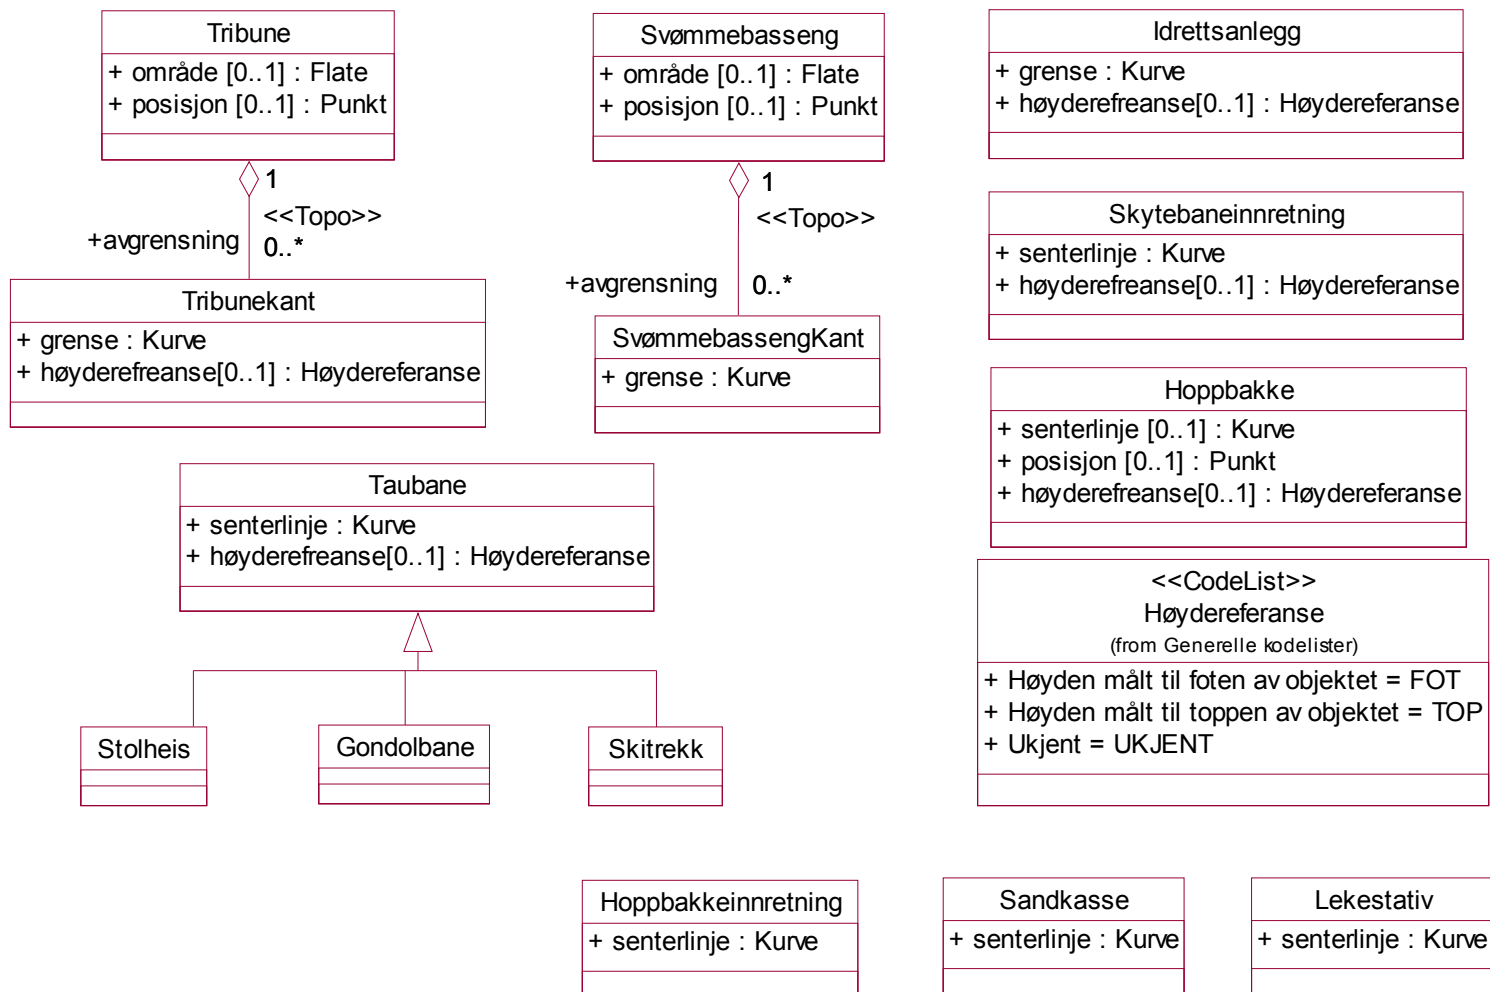 Tribune
+ område [0..1] : Flate
+ posisjon [0..1] : Punkt
1
<<Topo>>
+avgrensning
0..*
Tribunekant
+ grense : Kurve
+ høyderefreanse[0..1] : Høydereferanse
Svømmebasseng
+ område [0..1] : Flate
+ posisjon [0..1] : Punkt
1
<<Topo>>
+avgrensning
0..*
SvømmebassengKant
+ grense : Kurve
Idrettsanlegg
+ grense : Kurve
+ høyderefreanse[0..1] : Høydereferanse
Skytebaneinnretning
+ senterlinje : Kurve
+ høyderefreanse[0..1] : Høydereferanse
Hoppbakke
+ senterlinje [0..1] : Kurve
+ posisjon [0..1] : Punkt
+ høyderefreanse[0..1] : Høydereferanse
Taubane
+ senterlinje : Kurve
+ høyderefreanse[0..1] : Høydereferanse
Stolheis
Gondolbane
Skitrekk
<<CodeList>>
Høydereferanse
(from Generelle kodelister)
+ Høyden målt til foten av objektet = FOT
+ Høyden målt til toppen av objektet = TOP
+ Ukjent = UKJENT
Hoppbakkeinnretning
+ senterlinje : Kurve
Sandkasse
+ senterlinje : Kurve
Lekestativ
+ senterlinje : Kurve